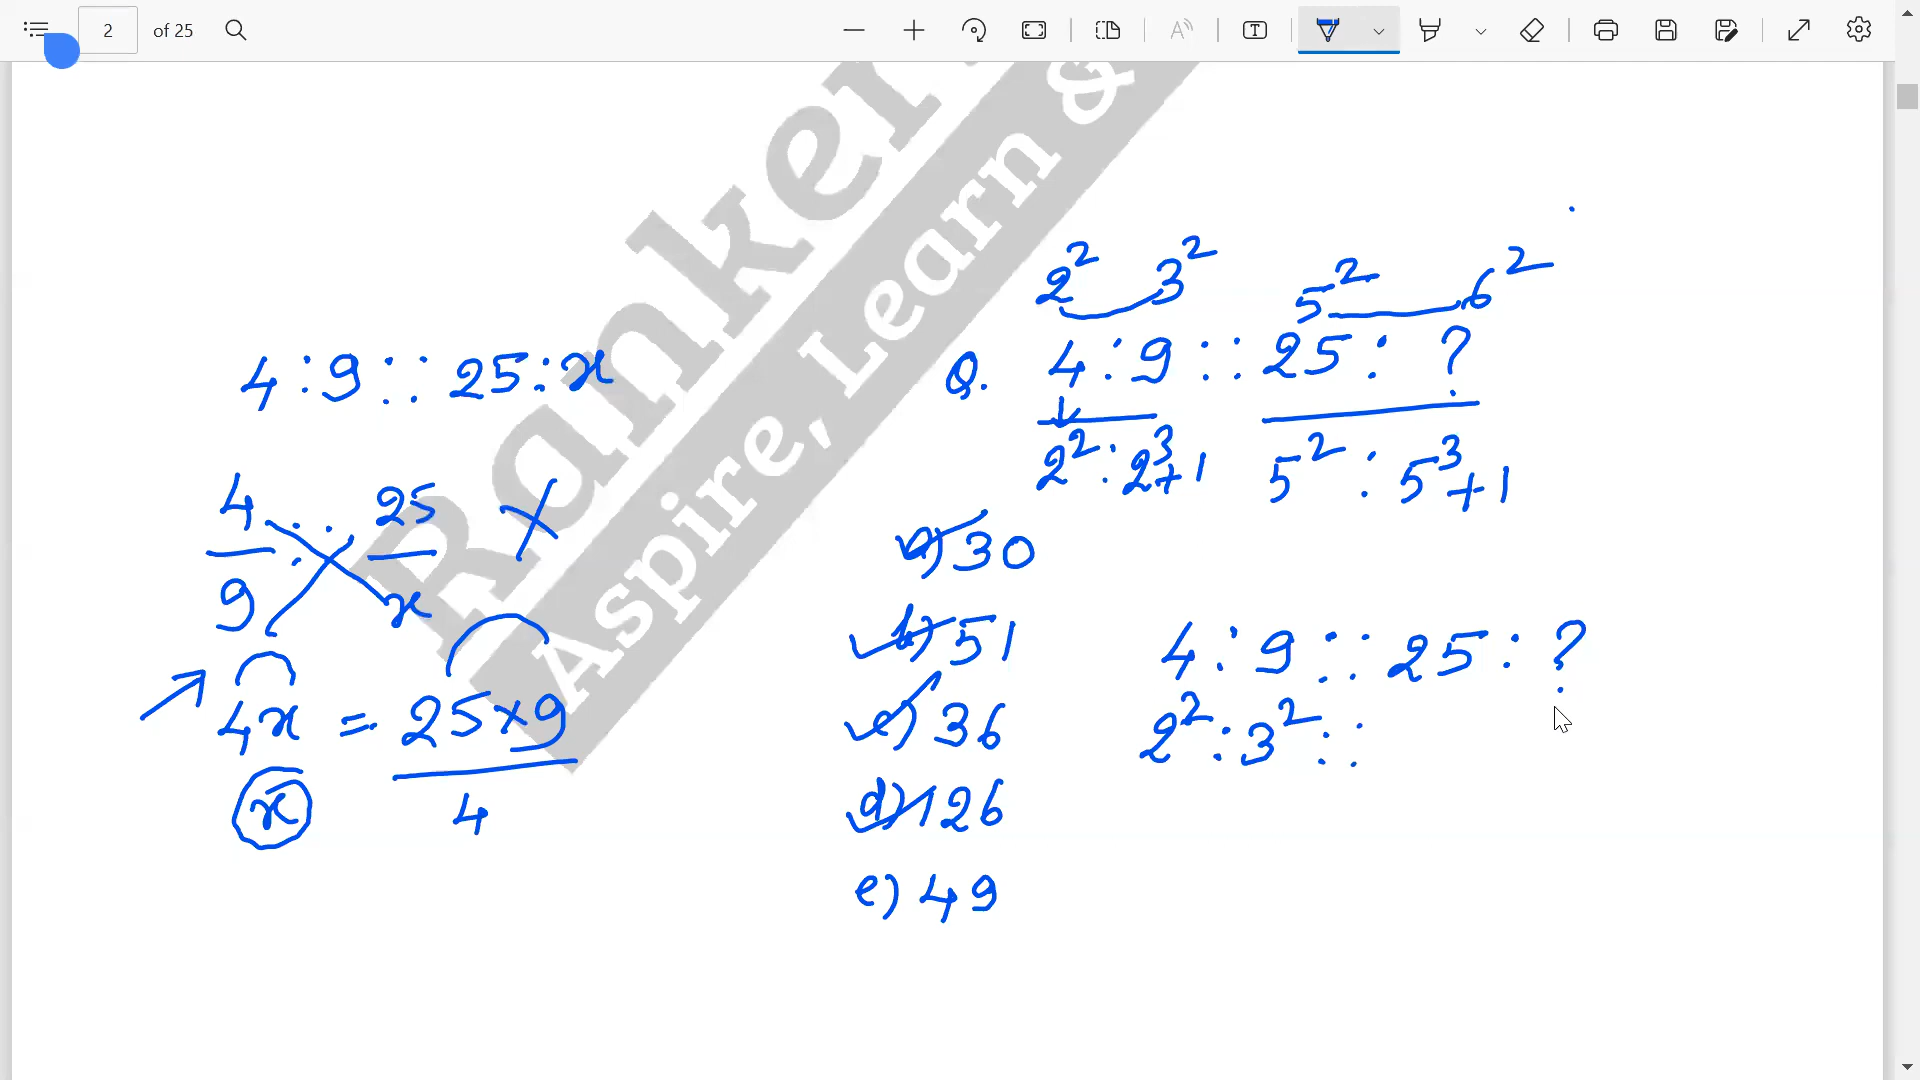 2 of 25
Ranker
Aspire, Learn &
4 : 9 :: 25 : x
4/9 :: 25/x
4x = 25×9
x
4
2² 3² 5² 6²
Q. 4 : 9 :: 25 : ?
2² : 2³+1 5² : 5³+1
a) 30
b) 51
c) 36
d) 126
e) 49
4 : 9 :: 25 : ?
2² : 3² ::